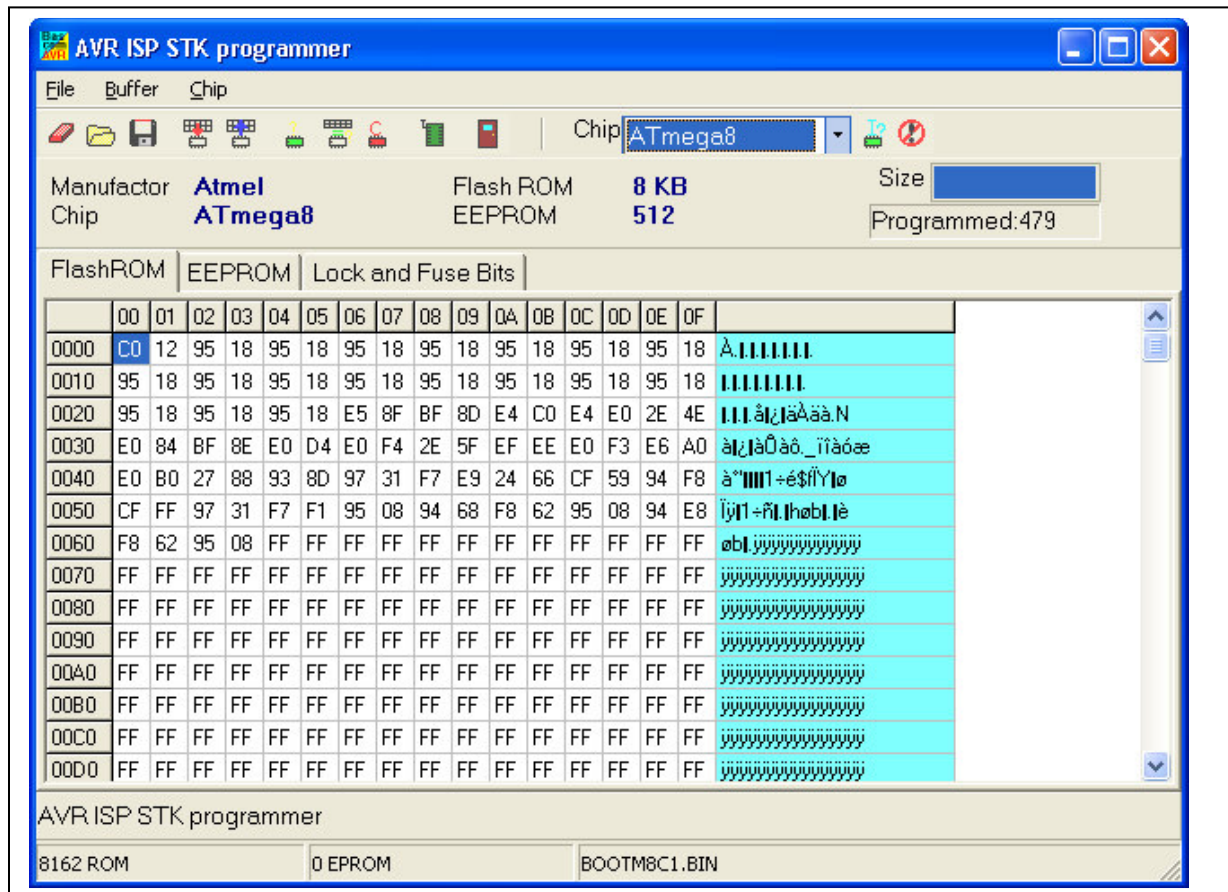 AVR ISP STK programmer
File Buffer Chip
Chip ATmega8
Manufactor Atmel Flash ROM 8 KB Size
Chip ATmega8 EEPROM 512 Programmed:479
FlashROM EEPROM Lock and Fuse Bits
00 01 02 03 04 05 06 07 08 09 0A 0B 0C 0D 0E 0F
0000 C0 12 95 18 95 18 95 18 95 18 95 18 95 18 95 18
0010 95 18 95 18 95 18 95 18 95 18 95 18 95 18 95 18
0020 95 18 95 18 95 18 E5 8F BF 8D E4 C0 E4 E0 2E 4E
0030 E0 84 BF 8E E0 D4 E0 F4 2E 5F EF EE E0 F3 E6 A0
0040 E0 B0 27 88 93 8D 97 31 F7 E9 24 66 CF 59 94 F8
0050 CF FF 97 31 F7 F1 95 08 94 68 F8 62 95 08 94 E8
0060 F8 62 95 08 FF FF FF FF FF FF FF FF FF FF FF FF
0070 FF FF FF FF FF FF FF FF FF FF FF FF FF FF FF FF ÿÿÿÿÿÿÿÿÿÿÿÿÿÿÿÿ
0080 FF FF FF FF FF FF FF FF FF FF FF FF FF FF FF FF ÿÿÿÿÿÿÿÿÿÿÿÿÿÿÿÿ
0090 FF FF FF FF FF FF FF FF FF FF FF FF FF FF FF FF ÿÿÿÿÿÿÿÿÿÿÿÿÿÿÿÿ
00A0 FF FF FF FF FF FF FF FF FF FF FF FF FF FF FF FF ÿÿÿÿÿÿÿÿÿÿÿÿÿÿÿÿ
00B0 FF FF FF FF FF FF FF FF FF FF FF FF FF FF FF FF ÿÿÿÿÿÿÿÿÿÿÿÿÿÿÿÿ
00C0 FF FF FF FF FF FF FF FF FF FF FF FF FF FF FF FF ÿÿÿÿÿÿÿÿÿÿÿÿÿÿÿÿ
00D0 FF FF FF FF FF FF FF FF FF FF FF FF FF FF FF FF ÿÿÿÿÿÿÿÿÿÿÿÿÿÿÿÿ
AVR ISP STK programmer
8162 ROM 0 EPROM BOOTM8C1.BIN